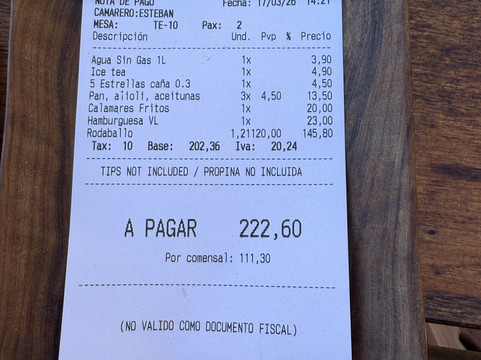 NOTA DE PAGO Fecha: 17/03/26 14:21
CAMARERO:ESTEBAN
MESA: TE-10 Pax: 2
Descripción Und. Pvp % Precio
Agua Sin Gas 1L 1x 3,90
Ice tea 1x 4,90
5 Estrellas caña 0.3 1x 4,50
Pan, alioli, aceitunas 3x 4,50 13,50
Calamares Fritos 1x 20,00
Hamburguesa VL 1x 23,00
Rodaballo 1,21120,00 145,80
Tax: 10 Base: 202,36 Iva: 20,24
TIPS NOT INCLUDED / PROPINA NO INCLUIDA
A PAGAR 222,60
Por comensal: 111,30
(NO VALIDO COMO DOCUMENTO FISCAL)